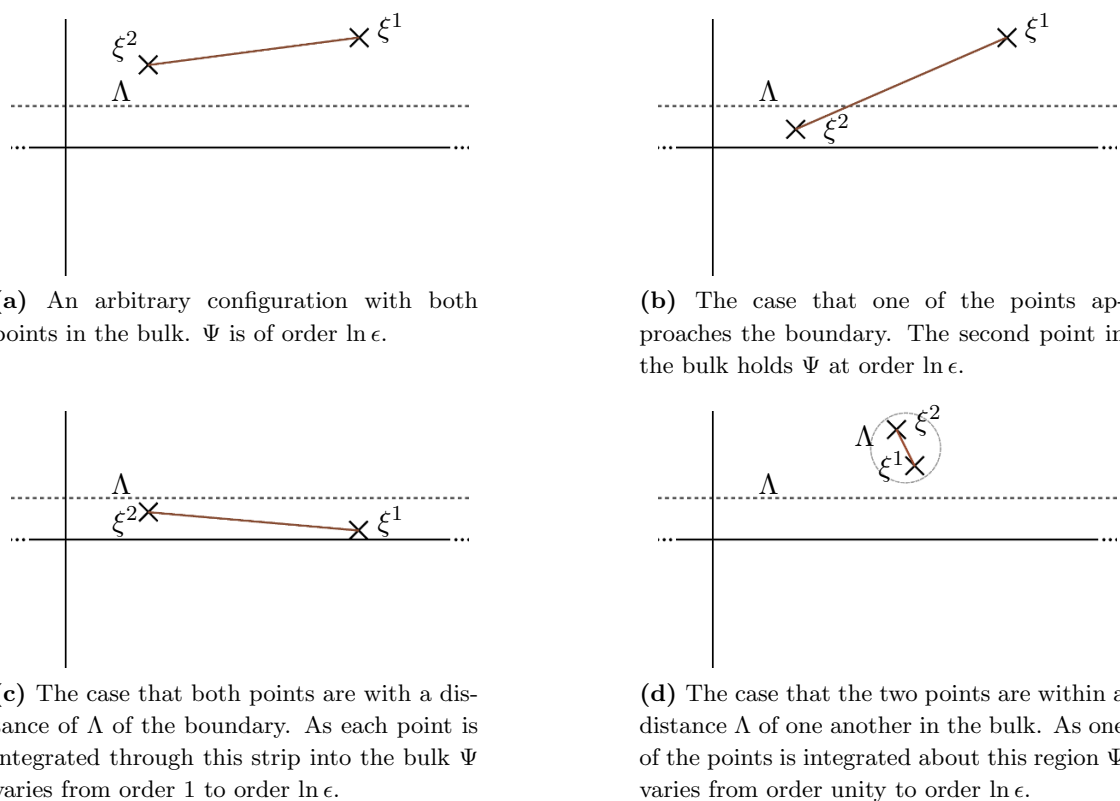 ξ² ξ¹
Λ
ξ¹
Λ
ξ²
(a) An arbitrary configuration with both
points in the bulk. Ψ is of order ln ϵ.
(b) The case that one of the points ap-
proaches the boundary. The second point in
the bulk holds Ψ at order ln ϵ.
Λ
ξ² ξ¹
Λ ξ²
ξ¹
Λ
(c) The case that both points are with a dis-
tance of Λ of the boundary. As each point is
integrated through this strip into the bulk Ψ
varies from order 1 to order ln ϵ.
(d) The case that the two points are within a
distance Λ of one another in the bulk. As one
of the points is integrated about this region Ψ
varies from order unity to order ln ϵ.